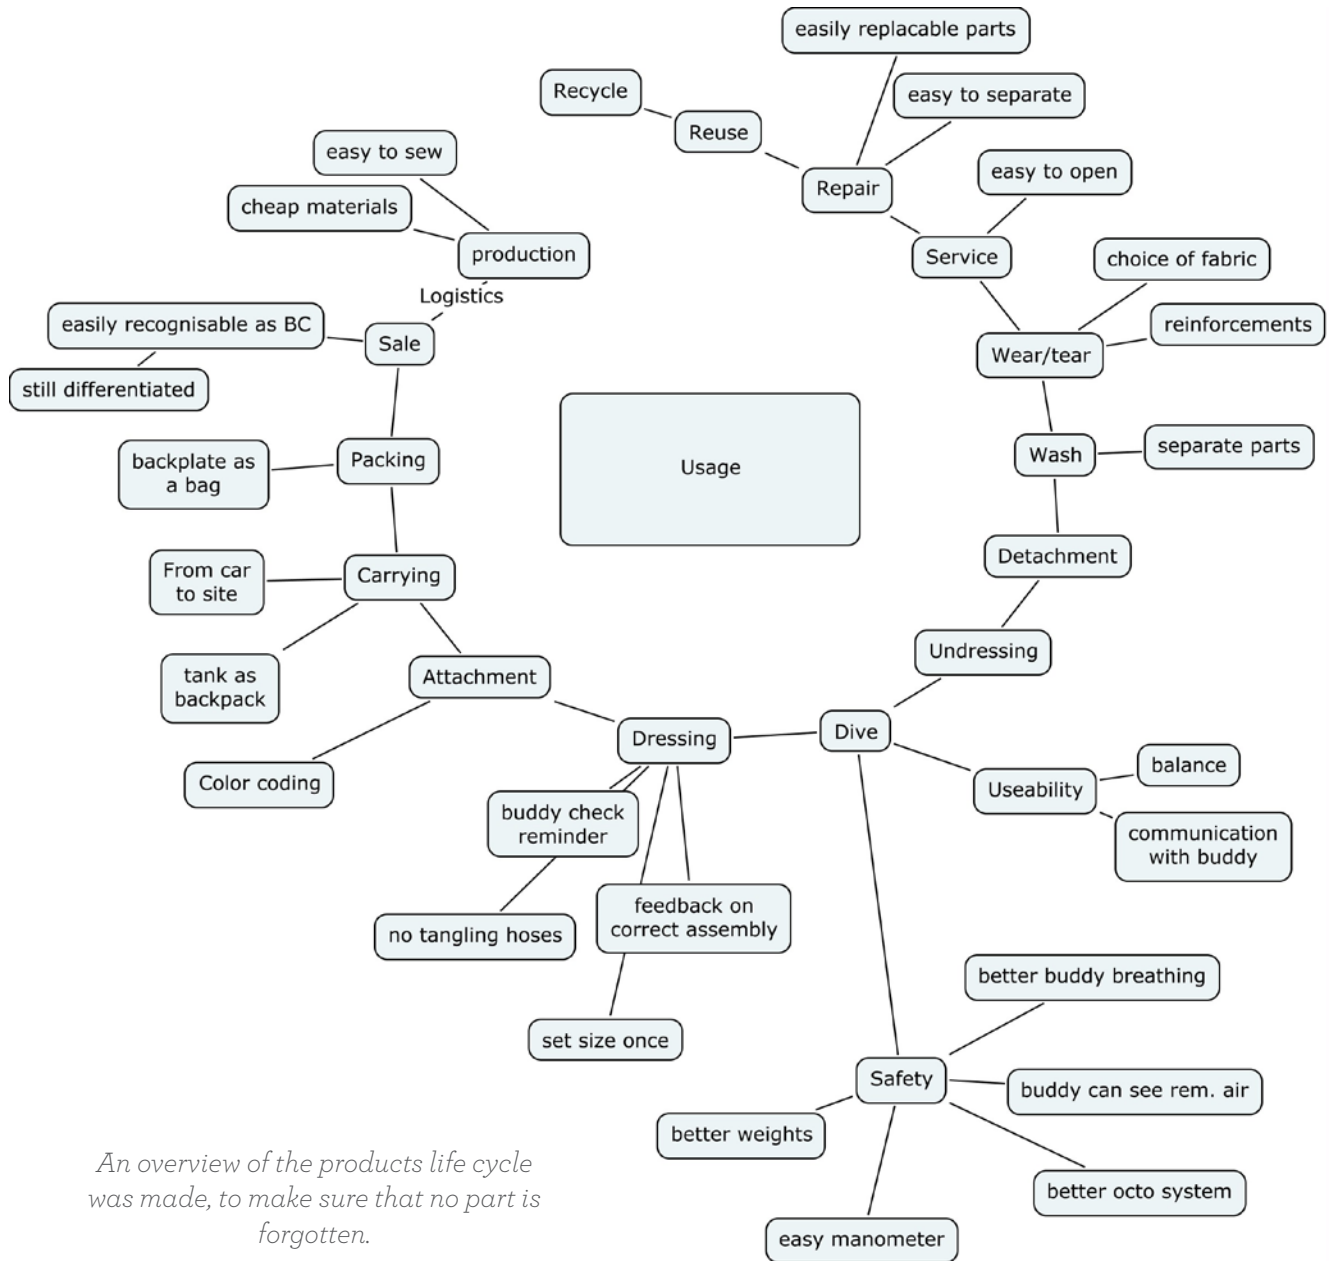 easily replacable parts
Recycle
easy to separate
Reuse
easy to sew
easy to open
Repair
cheap materials
production
Service
choice of fabric
Logistics
easily recognisable as BC
reinforcements
Sale
Wear/tear
still differentiated
backplate as
a bag
Packing
Usage
Wash
separate parts
Detachment
From car
to site
Carrying
Undressing
tank as
backpack
Attachment
Dressing
Dive
Color coding
balance
Useability
buddy check
reminder
communication
with buddy
feedback on
correct assembly
no tangling hoses
better buddy breathing
set size once
Safety
buddy can see rem. air
better weights
better octo system
easy manometer
An overview of the products life cycle
was made, to make sure that no part is
forgotten.